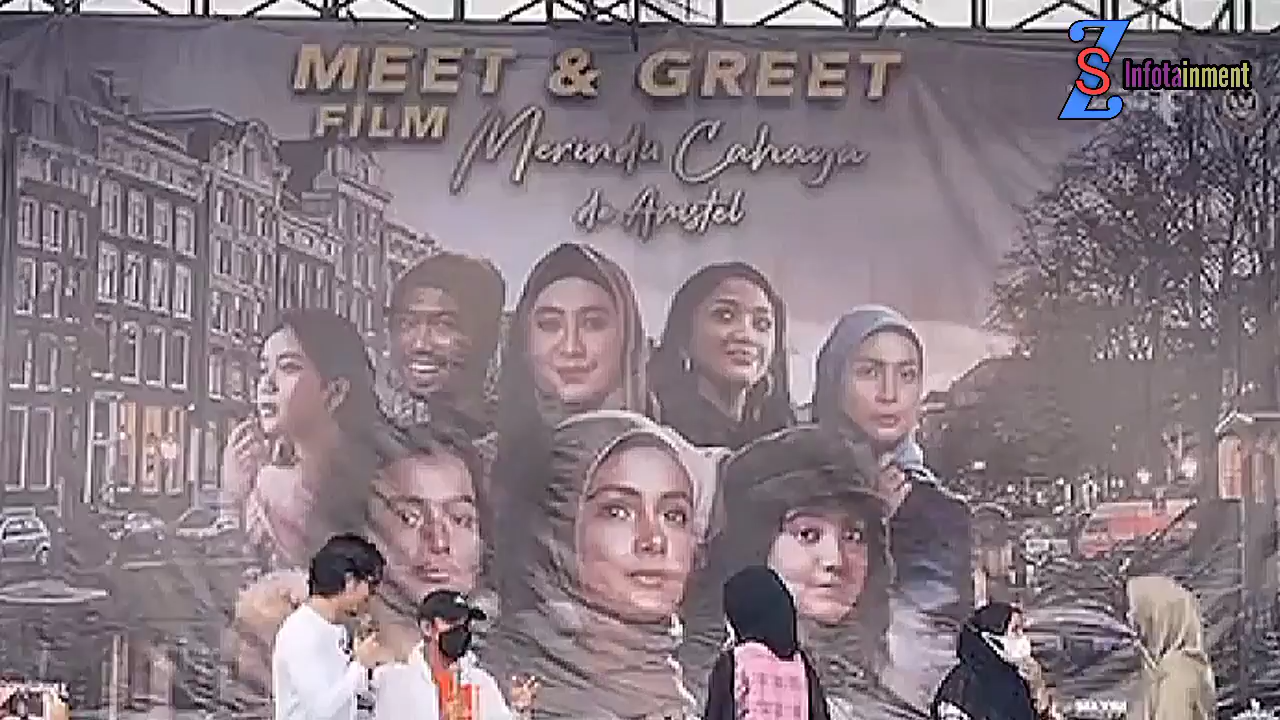 MEET & GREET
FILM Merindu Cahaya
de Amstel
ZS Infotainment